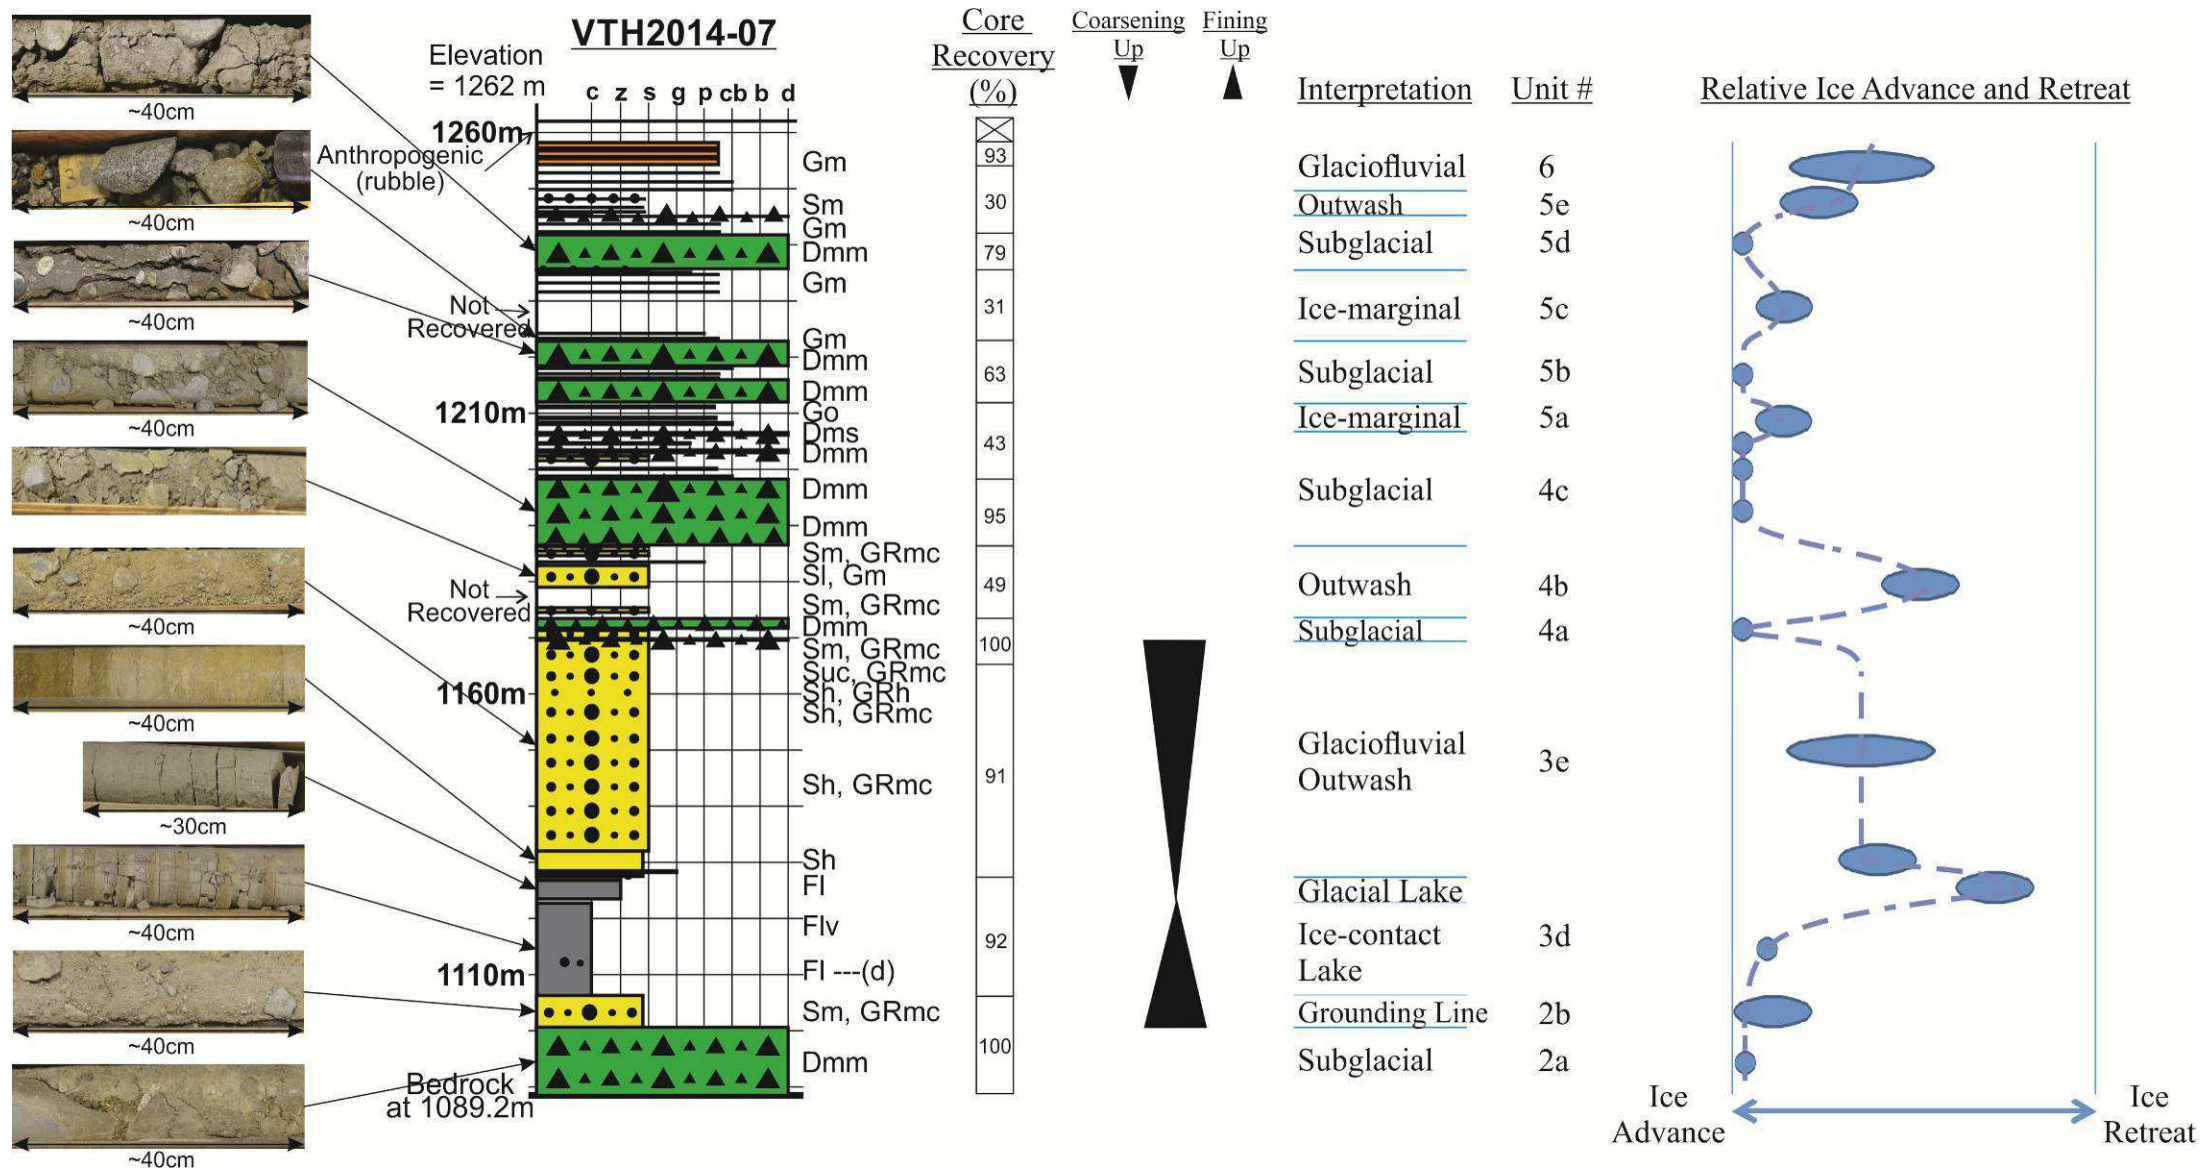 VTH2014-07
Elevation
= 1262 m
c z s g p cb b d
Core
Recovery
(%)
Coarsening
Up
Fining
Up
Interpretation
Unit #
Relative Ice Advance and Retreat
~40cm
~40cm
~40cm
~40cm
~40cm
~40cm
~40cm
~30cm
~40cm
~40cm
~40cm
1260m
Anthropogenic
(rubble)
Not
Recovered
1210m
Not
Recovered
1160m
1110m
Bedrock
at 1089.2m
Gm
Sm
Gm
Dmm
Gm
Gm
Dmm
Dmm
Go
Dms
Dmm
Dmm
Dmm
Sm, GRmc
Sl, Gm
Sm, GRmc
Dmm
Sm, GRmc
Suc, GRmc
Sh, GRh
Sh, GRmc
Sh, GRmc
Sh
Fl
Flv
Fl ---(d)
Sm, GRmc
Dmm
93
30
79
31
63
43
95
49
100
91
92
100
Glaciofluvial 6
Outwash 5e
Subglacial 5d
Ice-marginal 5c
Subglacial 5b
Ice-marginal 5a
Subglacial 4c
Outwash 4b
Subglacial 4a
Glaciofluvial
Outwash
3e
Glacial Lake
Ice-contact
Lake
3d
Grounding Line 2b
Subglacial 2a
Ice
Advance
Ice
Retreat